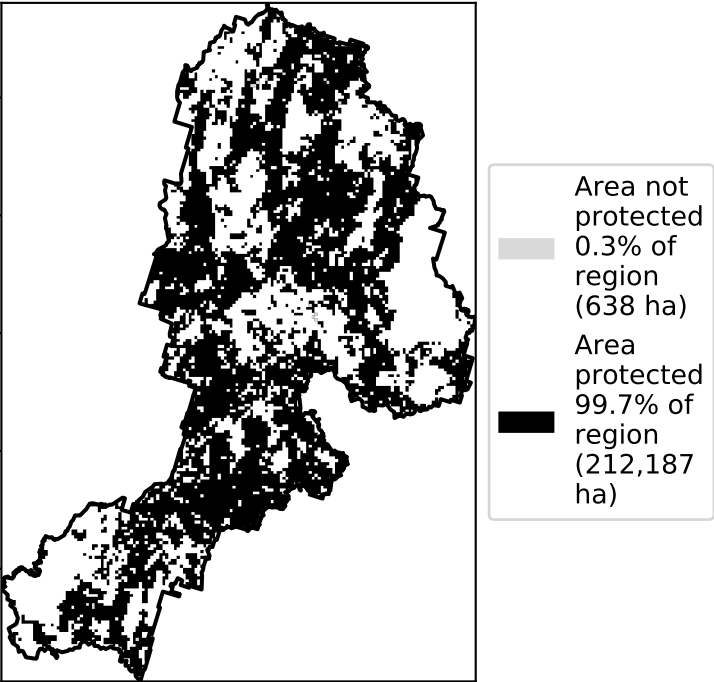 Area not
protected
0.3% of
region
(638 ha)
Area
protected
99.7% of
region
(212,187
ha)